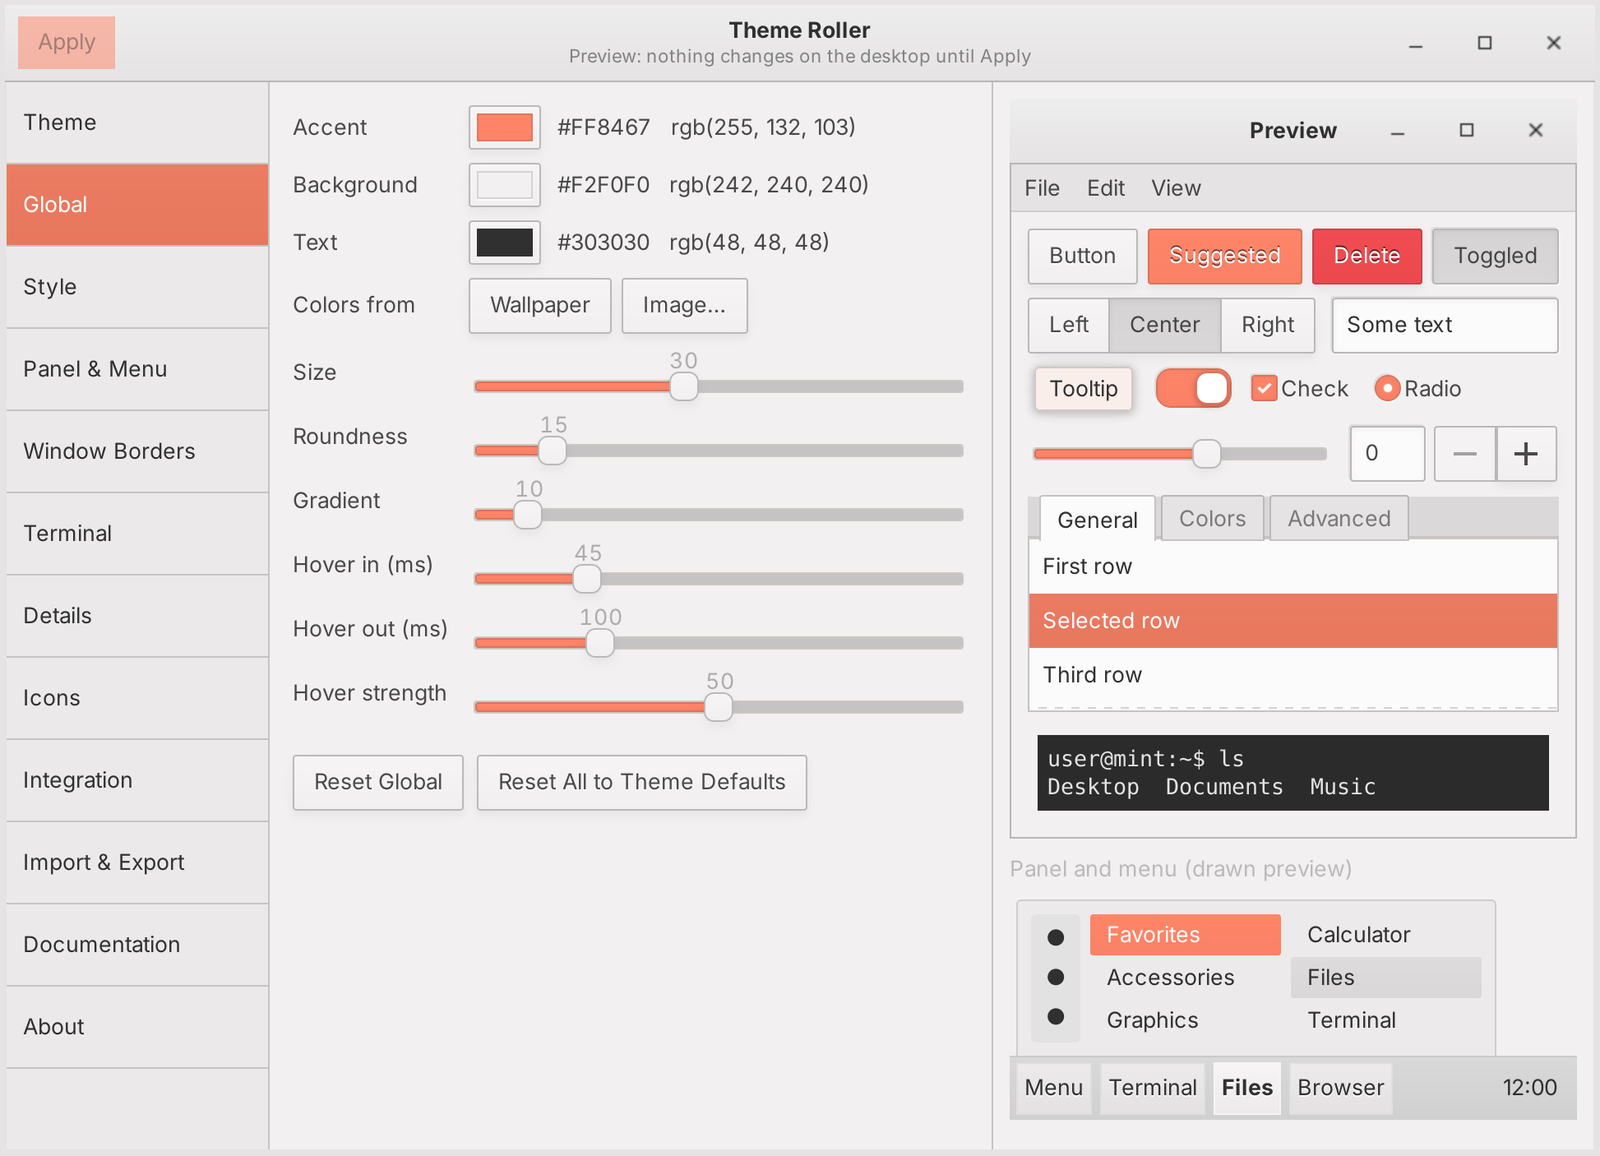 Apply
Theme Roller
Preview: nothing changes on the desktop until Apply
Theme
Global
Style
Panel & Menu
Window Borders
Terminal
Details
Icons
Integration
Import & Export
Documentation
About
Accent #FF8467 rgb(255, 132, 103)
Background #F2F0F0 rgb(242, 240, 240)
Text #303030 rgb(48, 48, 48)
Colors from Wallpaper Image...
Size 30
Roundness 15
Gradient 10
Hover in (ms) 45
Hover out (ms) 100
Hover strength 50
Reset Global Reset All to Theme Defaults
Preview
File Edit View
Button Suggested Delete Toggled
Left Center Right Some text
Tooltip Check Radio
0
General Colors Advanced
First row
Selected row
Third row
user@mint:~$ ls
Desktop Documents Music
Panel and menu (drawn preview)
Favorites Calculator
Accessories Files
Graphics Terminal
Menu Terminal Files Browser 12:00